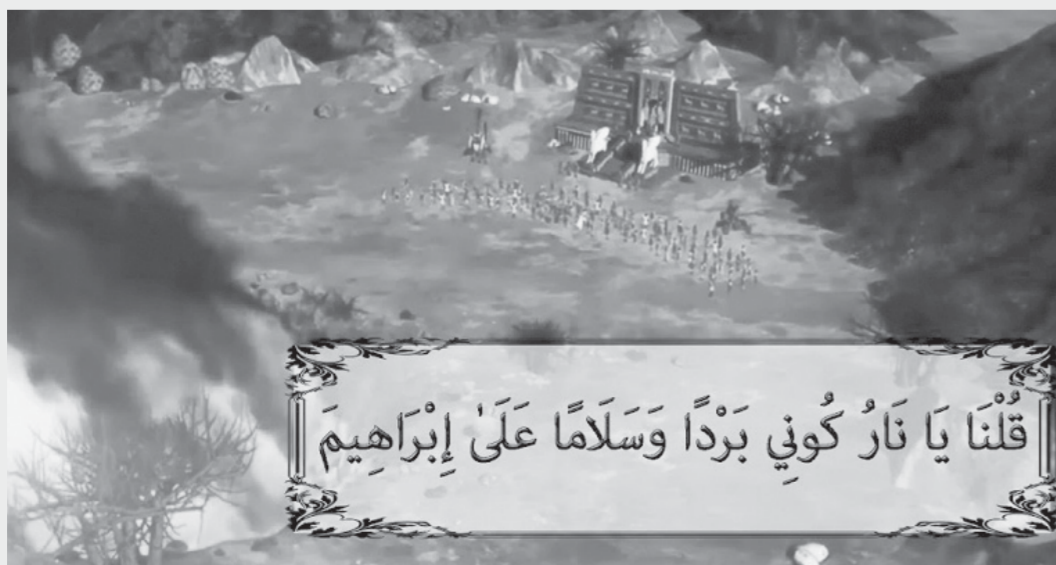 قُلْنَا يَا نَارُ كُونِي بَرْدًا وَسَلَامًا عَلَىٰ إِبْرَاهِيمَ